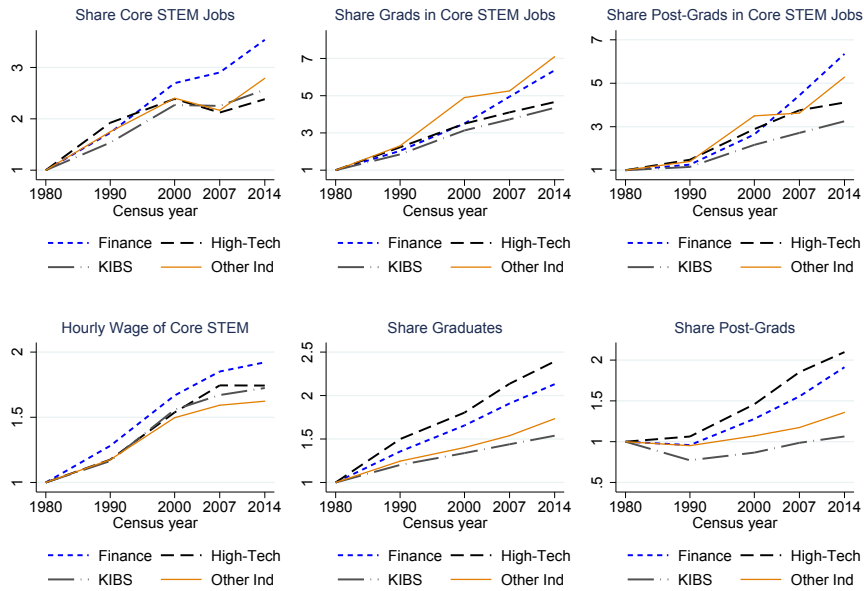 Share Core STEM Jobs
3
2
1
1980 1990 2000 2007 2014
Census year
Finance High-Tech
KIBS Other Ind
Share Grads in Core STEM Jobs
7
5
3
1
1980 1990 2000 2007 2014
Census year
Finance High-Tech
KIBS Other Ind
Share Post-Grads in Core STEM Jobs
7
5
3
1
1980 1990 2000 2007 2014
Census year
Finance High-Tech
KIBS Other Ind
Hourly Wage of Core STEM
2
1.5
1
1980 1990 2000 2007 2014
Census year
Finance High-Tech
KIBS Other Ind
Share Graduates
2.5
2
1.5
1
1980 1990 2000 2007 2014
Census year
Finance High-Tech
KIBS Other Ind
Share Post-Grads
2
1.5
1
.5
1980 1990 2000 2007 2014
Census year
Finance High-Tech
KIBS Other Ind